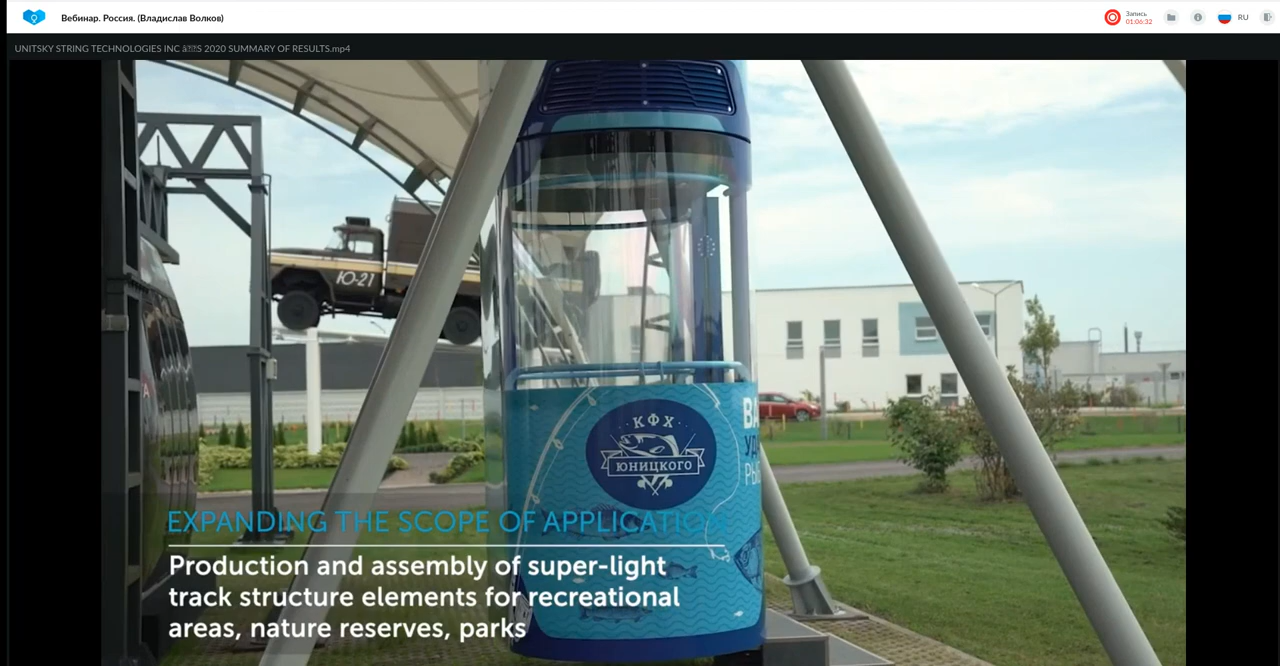 Вебинар. Россия. (Владислав Волков)
Запись
01:06:32
RU
UNITSKY STRING TECHNOLOGIES INC 2020 SUMMARY OF RESULTS.mp4
Ю-21
КФХ
ЮНИЦКОГО
EXPANDING THE SCOPE OF APPLICATION
Production and assembly of super-light
track structure elements for recreational
areas, nature reserves, parks